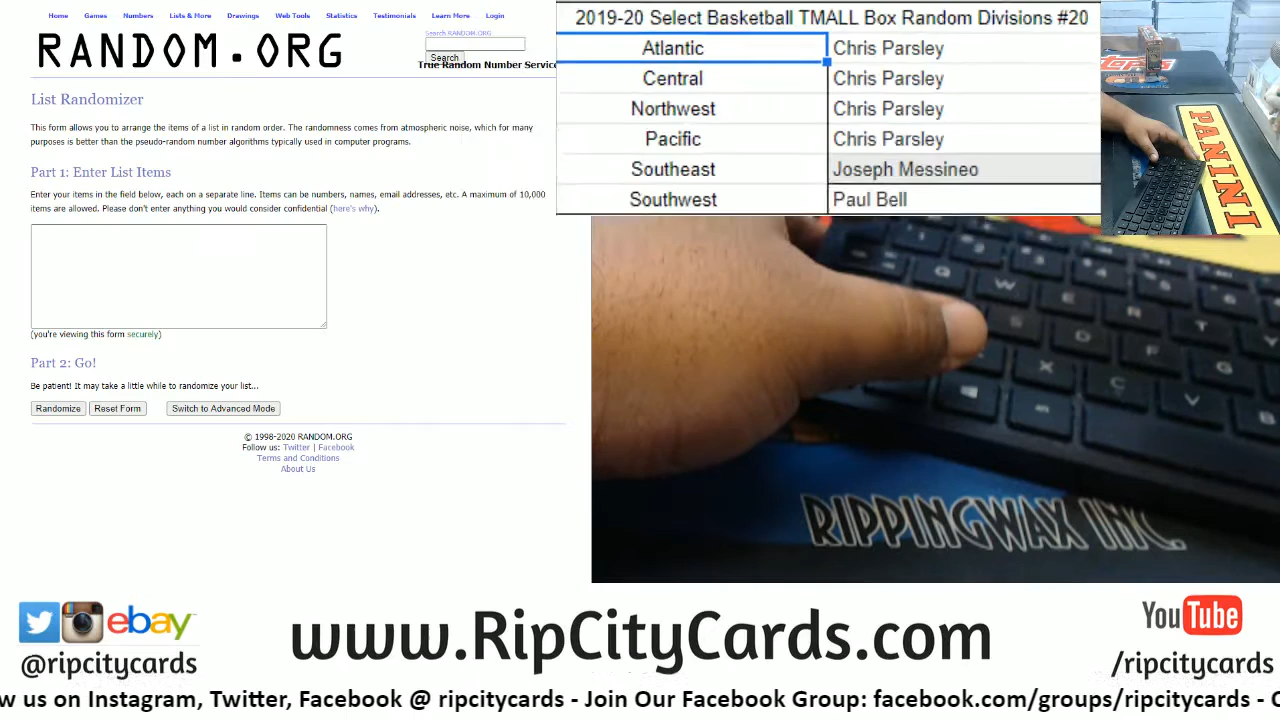 Home Games Numbers Lists & More Drawings Web Tools Statistics Testimonials Learn More Login
RANDOM.ORG
Search RANDOM.ORG
Search
True Random Number Service
List Randomizer
This form allows you to arrange the items of a list in random order. The randomness comes from atmospheric noise, which for many
purposes is better than the pseudo-random number algorithms typically used in computer programs.
Part 1: Enter List Items
Enter your items in the field below, each on a separate line. Items can be numbers, names, email addresses, etc. A maximum of 10,000
items are allowed. Please don't enter anything you would consider confidential (here's why).
(you're viewing this form securely)
Part 2: Go!
Be patient! It may take a little while to randomize your list...
Randomize Reset Form Switch to Advanced Mode
© 1998-2020 RANDOM.ORG
Follow us: Twitter | Facebook
Terms and Conditions
About Us
2019-20 Select Basketball TMALL Box Random Divisions #20
Atlantic Chris Parsley
Central Chris Parsley
Northwest Chris Parsley
Pacific Chris Parsley
Southeast Joseph Messineo
Southwest Paul Bell
PANINI
1 2 3 4 5 6
Q W E R T Y
S D F G
X C V B
RIPPINGWAX INC.
ebay
@ripcitycards
www.RipCityCards.com
YouTube
/ripcitycards
w us on Instagram, Twitter, Facebook @ ripcitycards - Join Our Facebook Group: facebook.com/groups/ripcitycards -